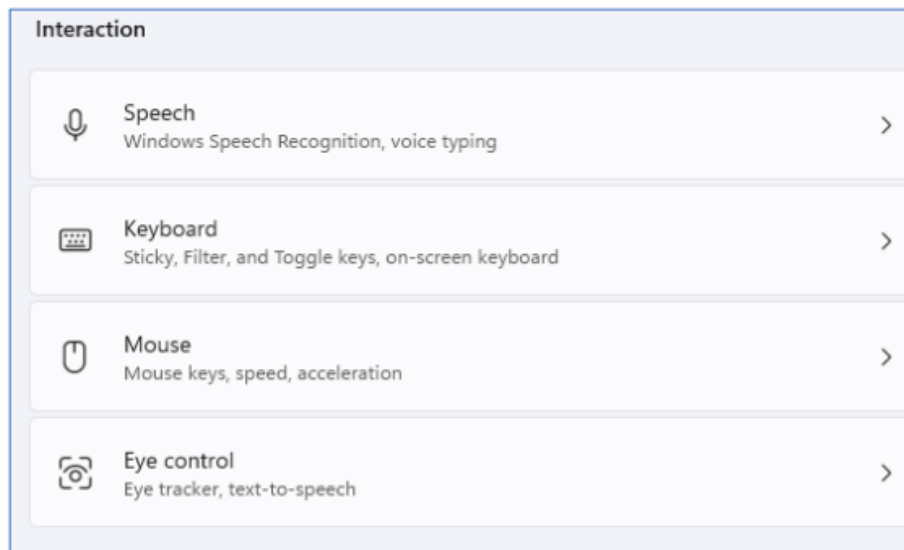 Interaction
Speech
Windows Speech Recognition, voice typing
Keyboard
Sticky, Filter, and Toggle keys, on-screen keyboard
Mouse
Mouse keys, speed, acceleration
Eye control
Eye tracker, text-to-speech